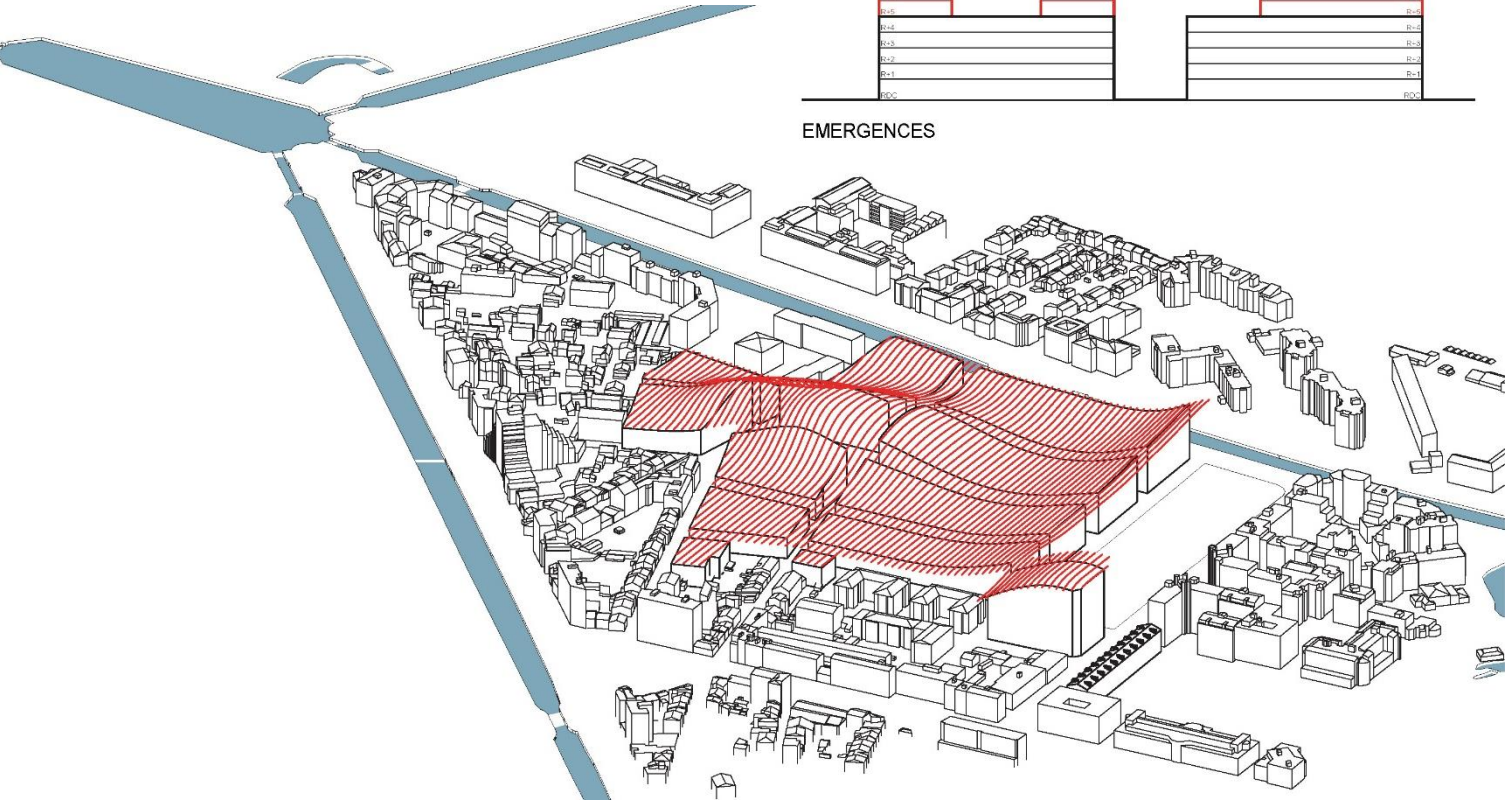 R+5 R+5
R+4 R+4
R+3 R+3
R+2 R+2
R+1 R+1
RDC RDC
EMERGENCES